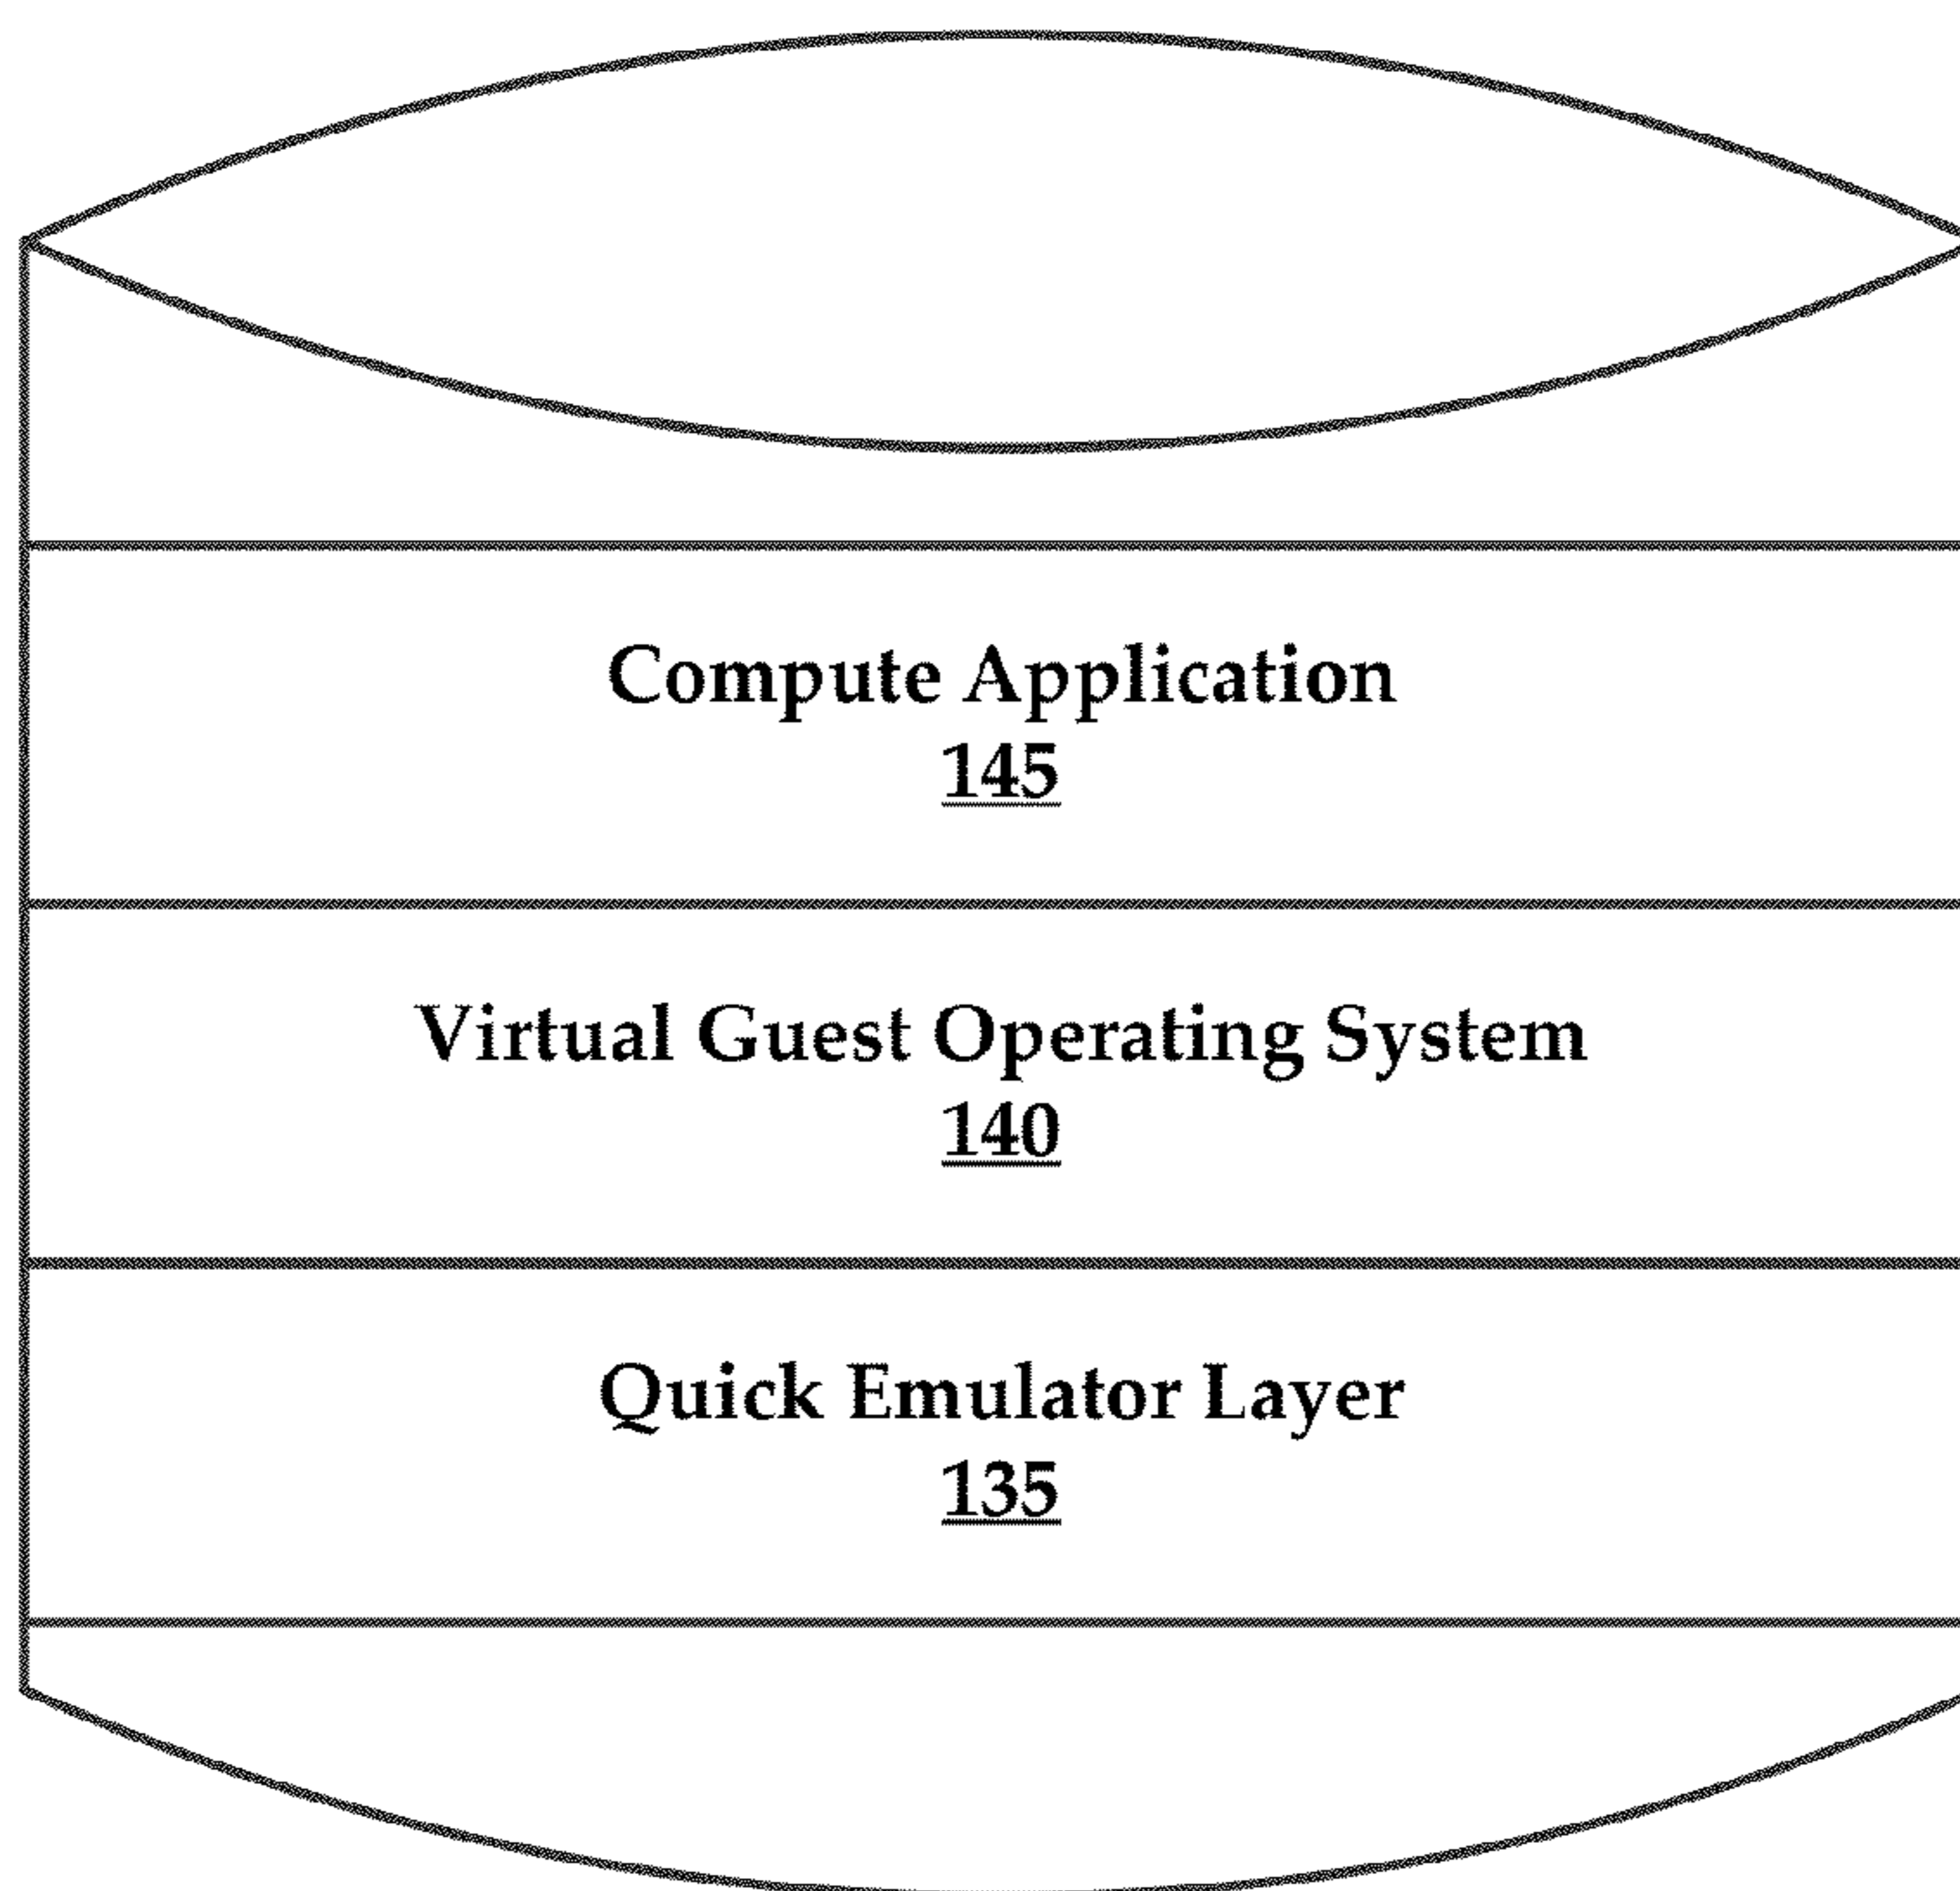 Compute Application
145
Virtual Guest Operating System
140
Quick Emulator Layer
135